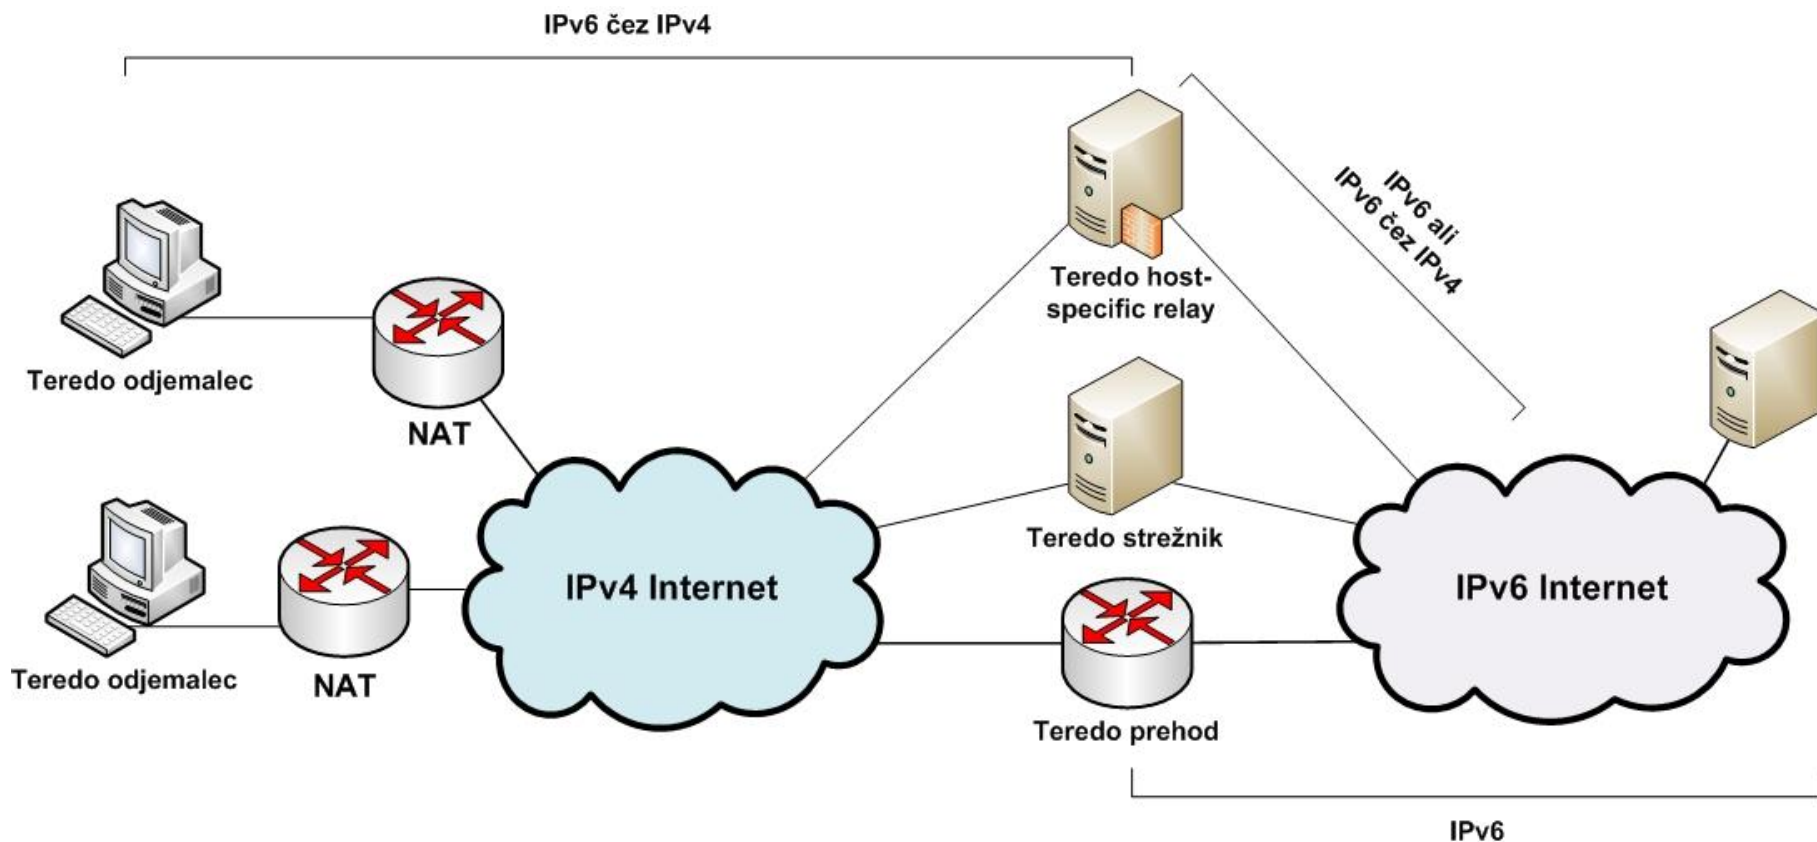 IPv6 čez IPv4
IPv6 ali
IPv6 čez IPv4
Teredo host-
specific relay
Teredo odjemalec
NAT
Teredo strežnik
IPv4 Internet
IPv6 Internet
Teredo odjemalec
NAT
Teredo prehod
IPv6